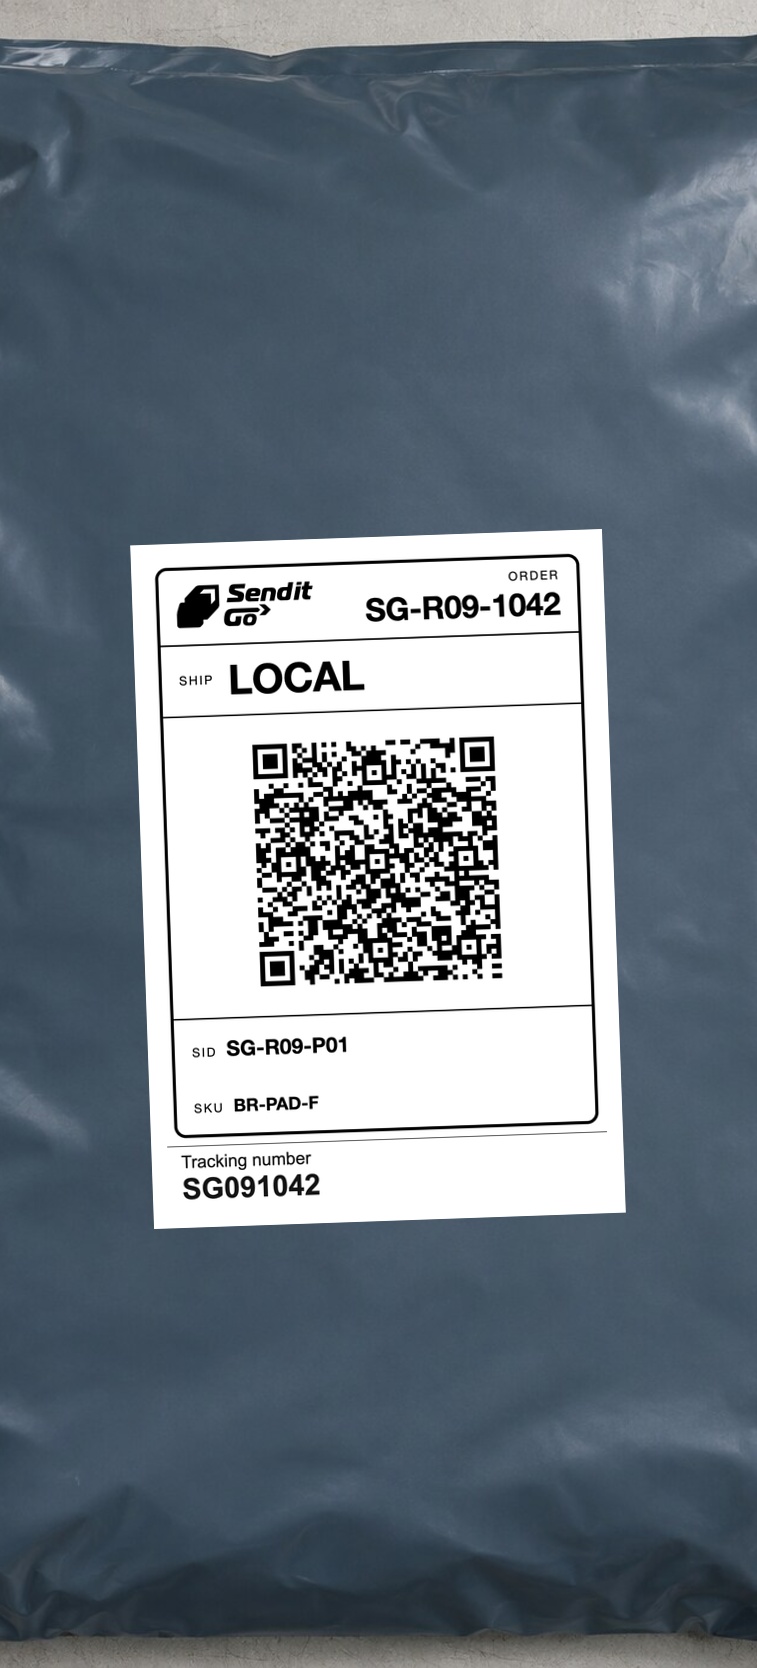 Sendit
Go
ORDER
SG-R09-1042
SHIP LOCAL
SID SG-R09-P01
SKU BR-PAD-F
Tracking number
SG091042